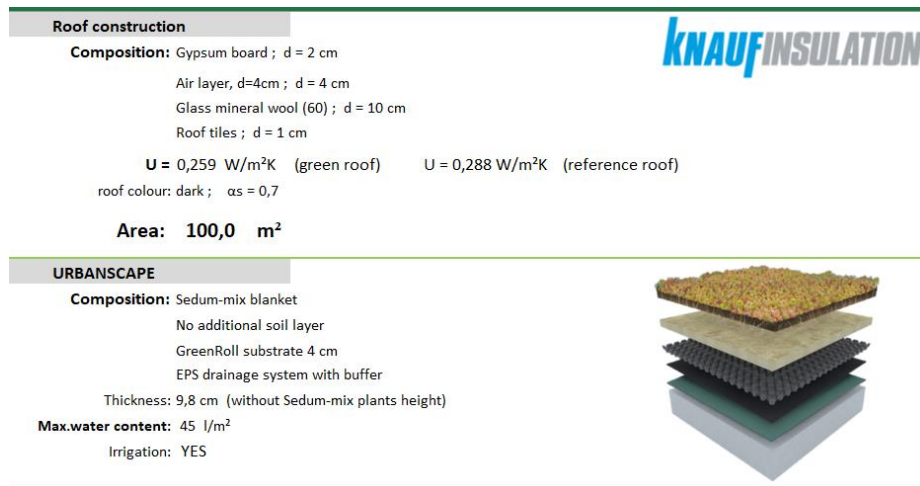 Roof construction
KNAUFINSULATION
Composition: Gypsum board ; d = 2 cm
Air layer, d=4cm ; d = 4 cm
Glass mineral wool (60) ; d = 10 cm
Roof tiles ; d = 1 cm
U = 0,259 W/m²K (green roof) U = 0,288 W/m²K (reference roof)
roof colour: dark ; αs = 0,7
Area: 100,0 m²
URBANSCAPE
Composition: Sedum-mix blanket
No additional soil layer
GreenRoll substrate 4 cm
EPS drainage system with buffer
Thickness: 9,8 cm (without Sedum-mix plants height)
Max.water content: 45 l/m²
Irrigation: YES